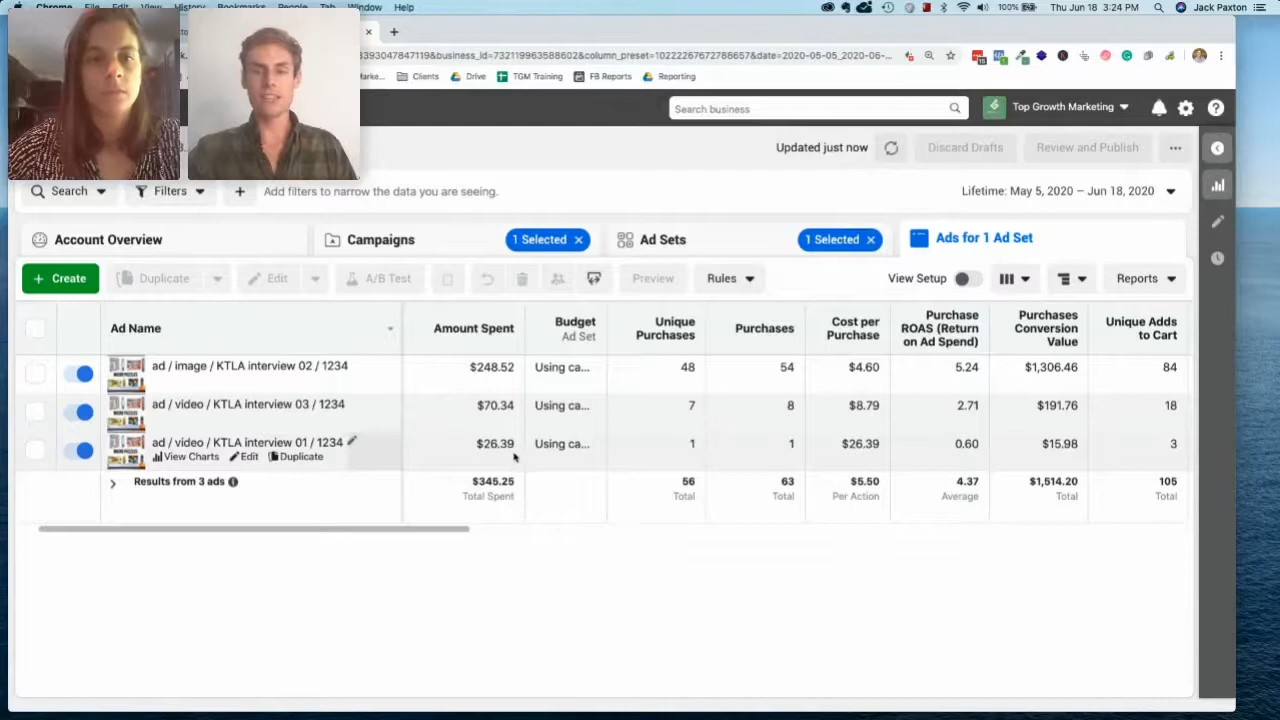 Chrome File Edit View History Bookmarks People Tab Window Help
100% Thu Jun 18 3:24 PM Jack Paxton
business_id=732119963588602&column_preset=10222267672788657&date=2020-05-05_2020-06-...
Clients Drive TGM Training FB Reports Reporting
Search business Top Growth Marketing
Updated just now Discard Drafts Review and Publish
Search Filters Add filters to narrow the data you are seeing. Lifetime: May 5, 2020 – Jun 18, 2020
Account Overview Campaigns 1 Selected Ad Sets 1 Selected Ads for 1 Ad Set
+ Create Duplicate Edit A/B Test Preview Rules View Setup Reports
Ad Name Amount Spent Budget Ad Set Unique Purchases Purchases Cost per Purchase Purchase ROAS (Return on Ad Spend) Purchases Conversion Value Unique Adds to Cart
ad / image / KTLA interview 02 / 1234 $248.52 Using ca... 48 54 $4.60 5.24 $1,306.46 84
ad / video / KTLA interview 03 / 1234 $70.34 Using ca... 7 8 $8.79 2.71 $191.76 18
ad / video / KTLA interview 01 / 1234 $26.39 Using ca... 1 1 $26.39 0.60 $15.98 3
View Charts Edit Duplicate
Results from 3 ads $345.25 56 63 $5.50 4.37 $1,514.20 105
Total Spent Total Total Per Action Average Total Total